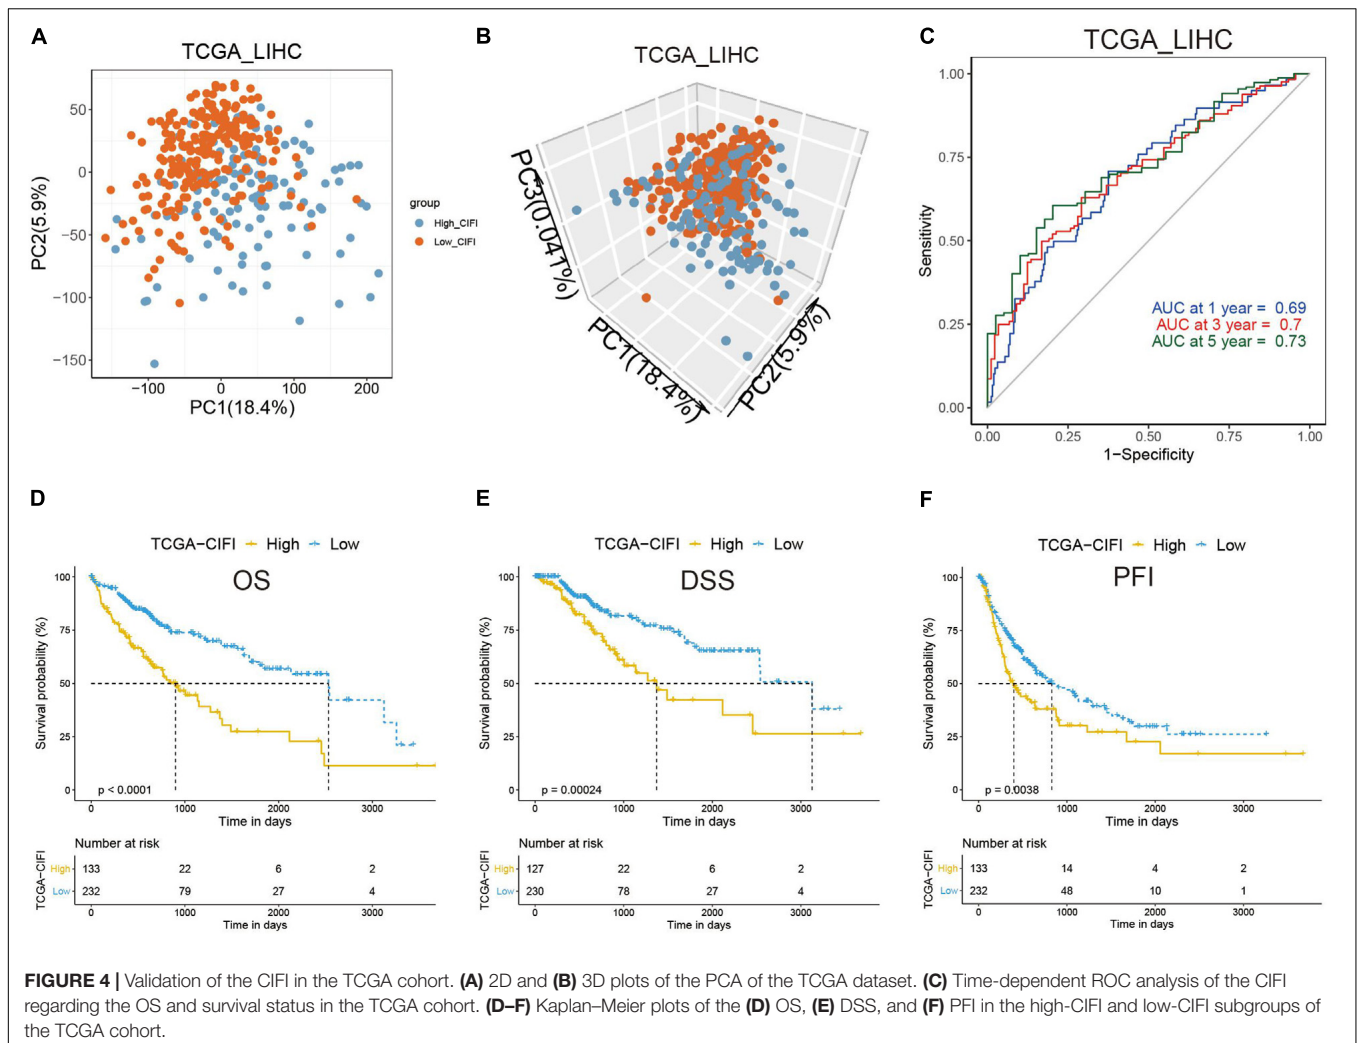 A
TCGA_LIHC
PC2(5.9%)
50
0
−50
−100
−150
−100
0
100
200
PC1(18.4%)
group
High_CIFI
Low_CIFI
B
TCGA_LIHC
PC3(0.041%)
PC1(18.4%)
PC2(5.9%)
C
TCGA_LIHC
Sensitivity
1.00
0.75
0.50
0.25
0.00
AUC at 1 year = 0.69
AUC at 3 year = 0.7
AUC at 5 year = 0.73
0.00 0.25 0.50 0.75 1.00
1−Specificity
D
TCGA−CIFI High Low
OS
Survival probability (%)
100
75
50
25
0
p < 0.0001
0 1000 2000 3000
Time in days
Number at risk
TCGA−CIFI
High 133 22 6 2
Low 232 79 27 4
0 1000 2000 3000
Time in days
E
TCGA−CIFI High Low
DSS
Survival probability (%)
100
75
50
25
0
p = 0.00024
0 1000 2000 3000
Time in days
Number at risk
TCGA−CIFI
High 127 22 6 2
Low 230 78 27 4
0 1000 2000 3000
Time in days
F
TCGA−CIFI High Low
PFI
Survival probability (%)
100
75
50
25
0
p = 0.0038
0 1000 2000 3000
Time in days
Number at risk
TCGA−CIFI
High 133 14 4 2
Low 232 48 10 1
0 1000 2000 3000
Time in days
FIGURE 4 | Validation of the CIFI in the TCGA cohort. (A) 2D and (B) 3D plots of the PCA of the TCGA dataset. (C) Time-dependent ROC analysis of the CIFI
regarding the OS and survival status in the TCGA cohort. (D–F) Kaplan–Meier plots of the (D) OS, (E) DSS, and (F) PFI in the high-CIFI and low-CIFI subgroups of
the TCGA cohort.